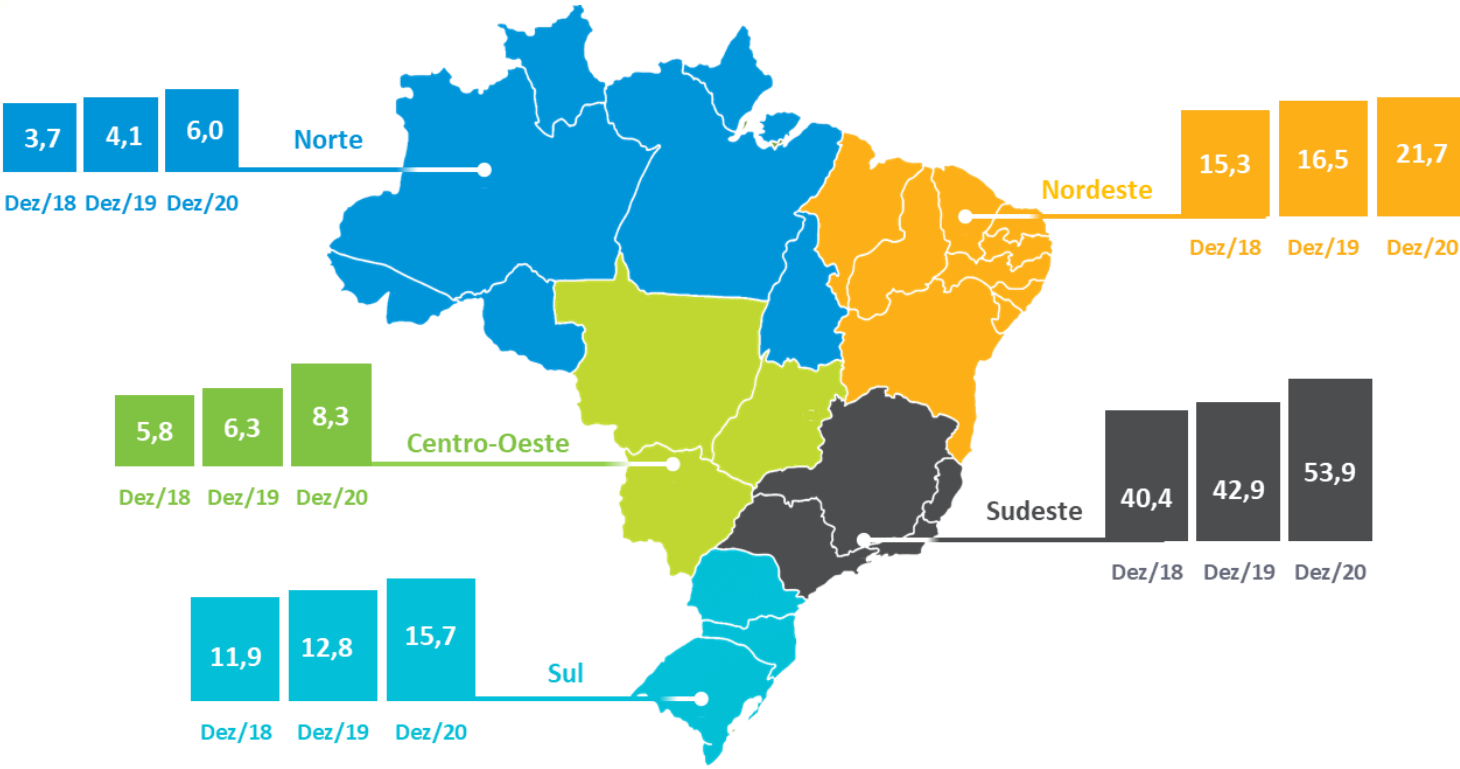 3,7 4,1 6,0
Norte
Dez/18 Dez/19 Dez/20
15,3 16,5 21,7
Nordeste
Dez/18 Dez/19 Dez/20
5,8 6,3 8,3
Centro-Oeste
Dez/18 Dez/19 Dez/20
40,4 42,9 53,9
Sudeste
Dez/18 Dez/19 Dez/20
11,9 12,8 15,7
Sul
Dez/18 Dez/19 Dez/20